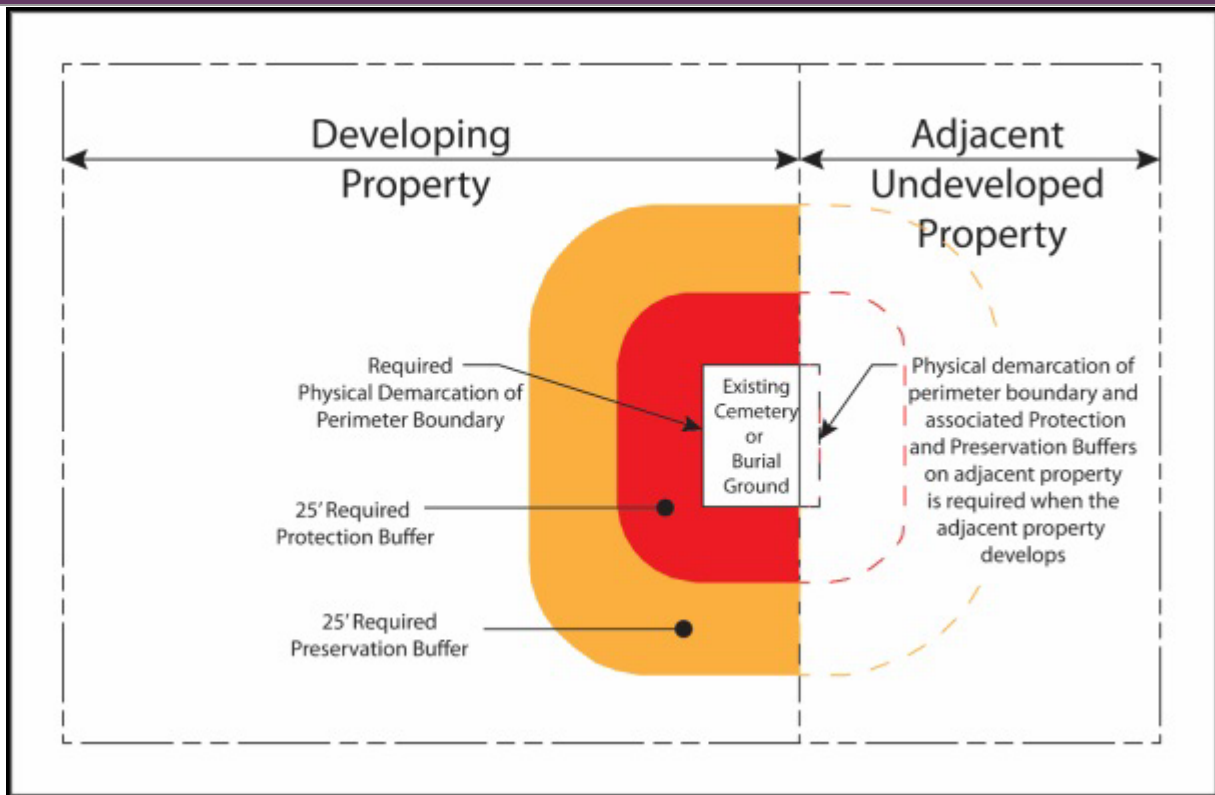 Developing
Property
Adjacent
Undeveloped
Property
Required
Physical Demarcation of
Perimeter Boundary
Existing
Cemetery
or
Burial
Ground
Physical demarcation of
perimeter boundary and
associated Protection
and Preservation Buffers
on adjacent property
is required when the
adjacent property
develops
25' Required
Protection Buffer
25' Required
Preservation Buffer